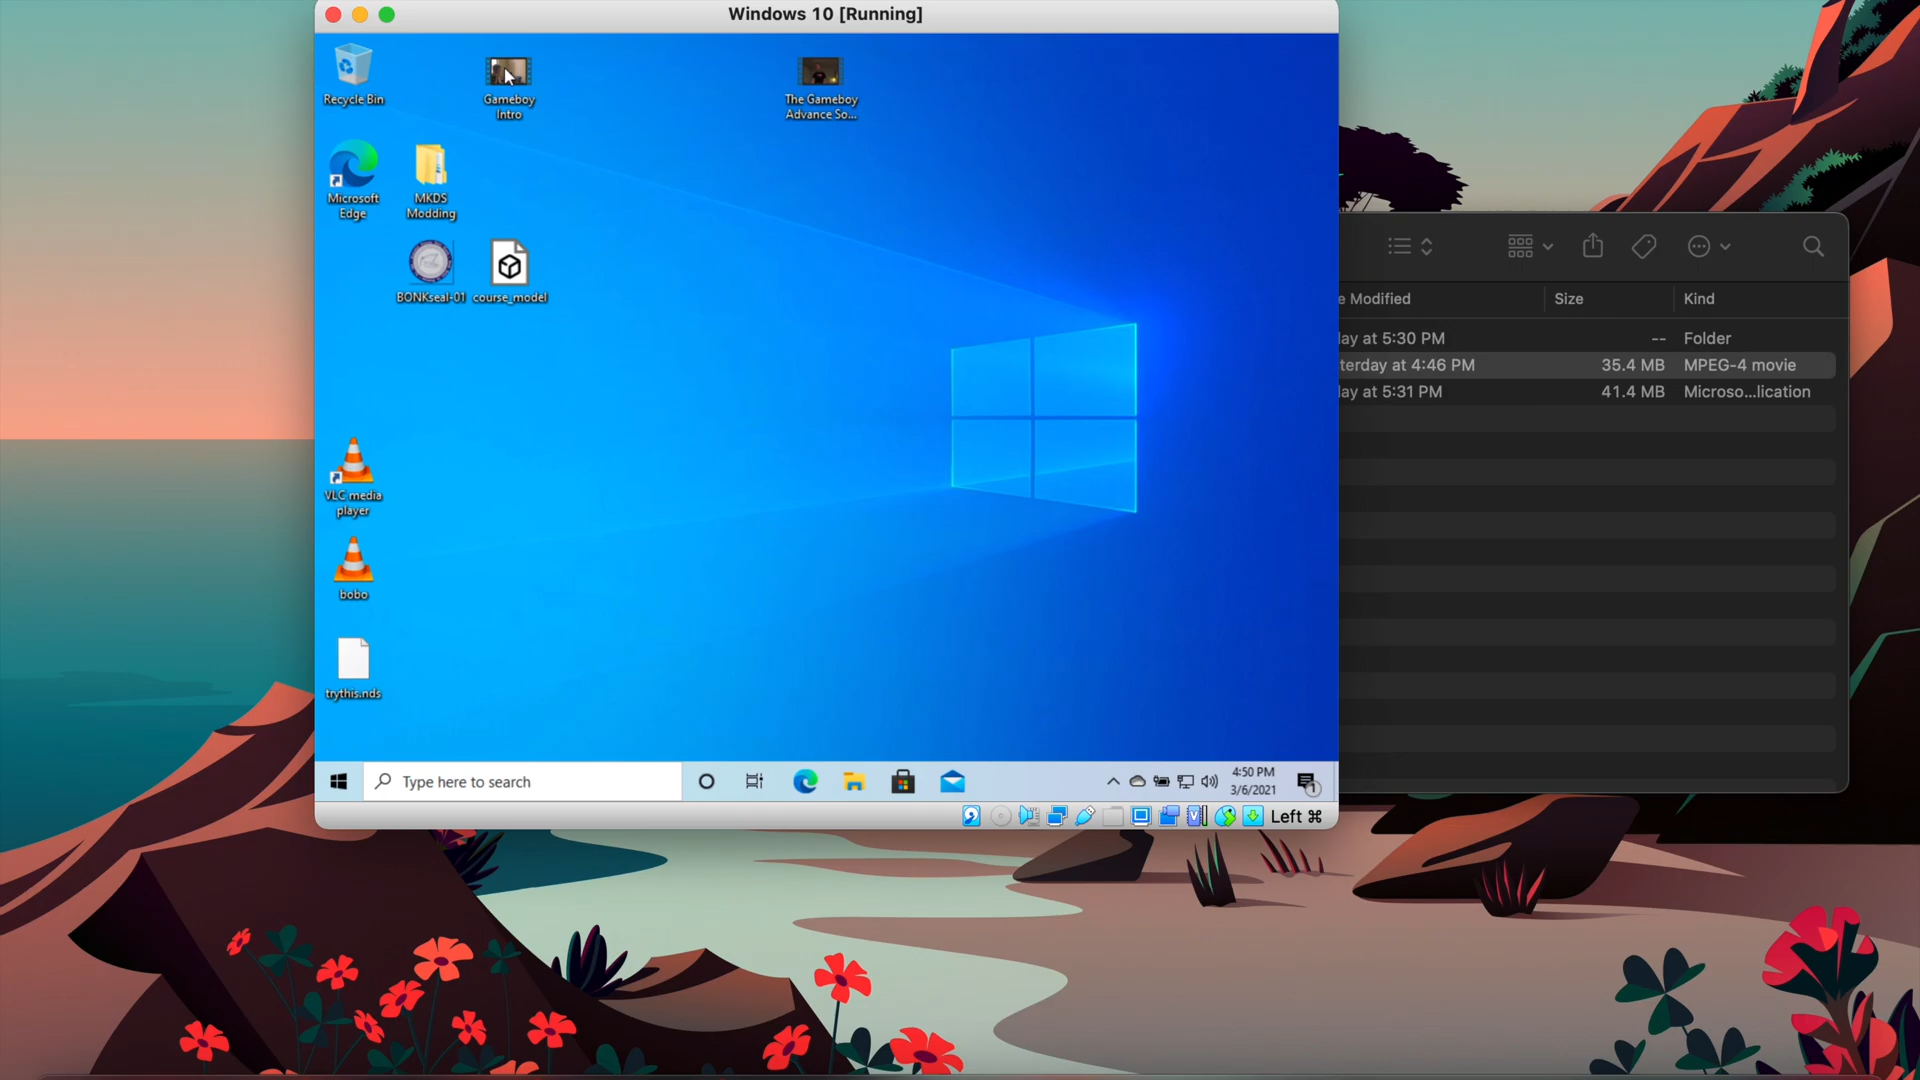 Windows 10 [Running]
Recycle Bin
Gameboy
Intro
The Gameboy
Advance So...
Microsoft
Edge
MKDS
Modding
BONKseal-01
course_model
VLC media
player
bobo
trythis.nds
e Modified
Size
Kind
lay at 5:30 PM
--
Folder
terday at 4:46 PM
35.4 MB
MPEG-4 movie
lay at 5:31 PM
41.4 MB
Microso...lication
Type here to search
4:50 PM
3/6/2021
1
Left ⌘